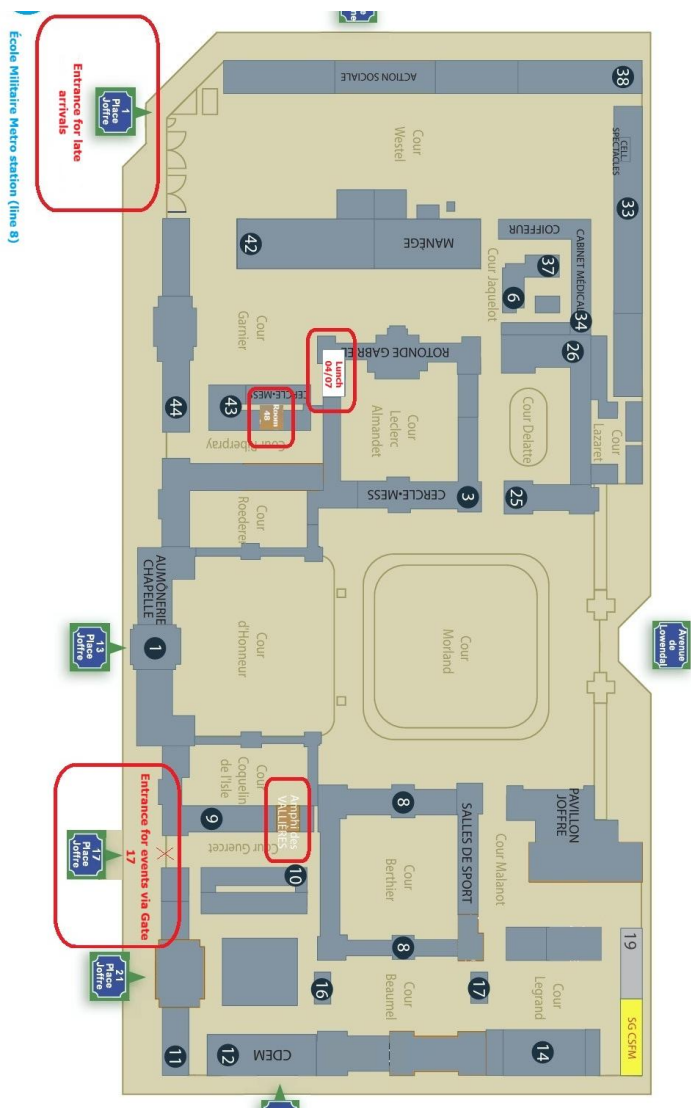 École Militaire Metro station (line 8)
Entrance for late
arrivals
1
Place
Joffre
ACTION SOCIALE
38
Cour
Westel
CELL
SPECTACLES
33
42
MANÈGE
COIFFEUR
CABINET MÉDICAL
37
6
34
Cour Jaquelot
26
Cour
Garnier
44
Lunch
04/07
ROTONDE GABRIEL
CERCLE•MESS
43
Room
4B
Cour Riberpray
Cour
Leclerc
Almandet
Cour Delatte
Cour
Lazaret
CERCLE•MESS
3
25
Cour
Roederer
AUMÔNERIE
CHAPELLE
13
Place
Joffre
1
Cour
d'Honneur
Cour
Morland
Avenue
de
Lowendal
Entrance for events via Gate
17
17
Place
Joffre
Cour
Coquelin
de l'Isle
9
Amphi des
VALLIÈRES
Cour Guercet
10
8
SALLES DE SPORT
PAVILLON
JOFFRE
Cour
Berthier
Cour Malanot
8
21
Place
Joffre
16
Cour
Beaumel
17
Cour
Legrand
19
SG CSFM
11
12
CDEM
14